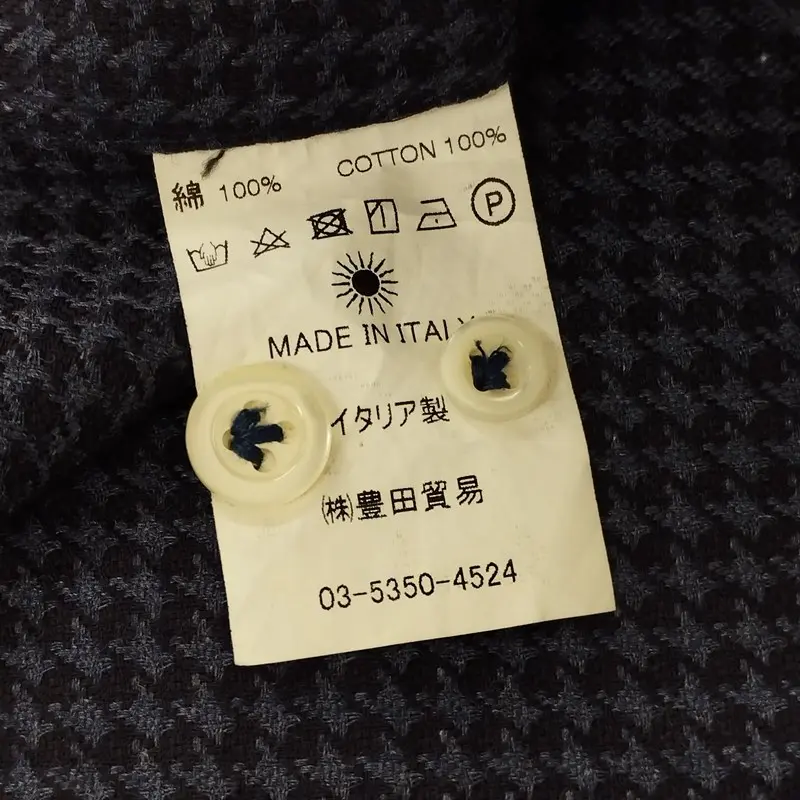 綿 100% COTTON 100%
P
MADE IN ITALY
イタリア製
㈱豊田貿易
03-5350-4524